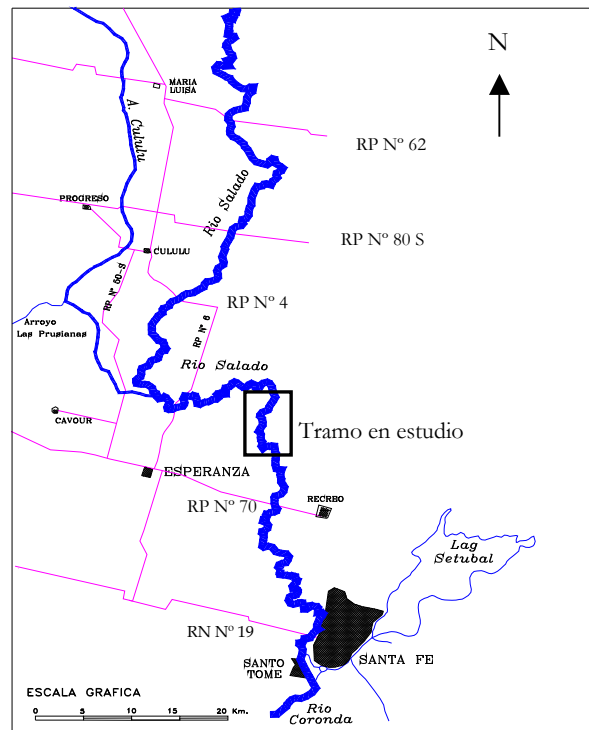 N
MARIA
LUISA
A. Cululu
RP Nº 62
Rio Salado
PROGRESO
CULULU
RP Nº 80 S
RP Nº 50-S
RP Nº 4
Arroyo
Las Prusianas
RP Nº 6
Rio Salado
CAVOUR
Tramo en estudio
ESPERANZA
RP Nº 70
RECREO
Lag
Setubal
RN Nº 19
SANTO
TOME
SANTA FE
ESCALA GRAFICA
0 5 10 15 20 Km.
Rio
Coronda